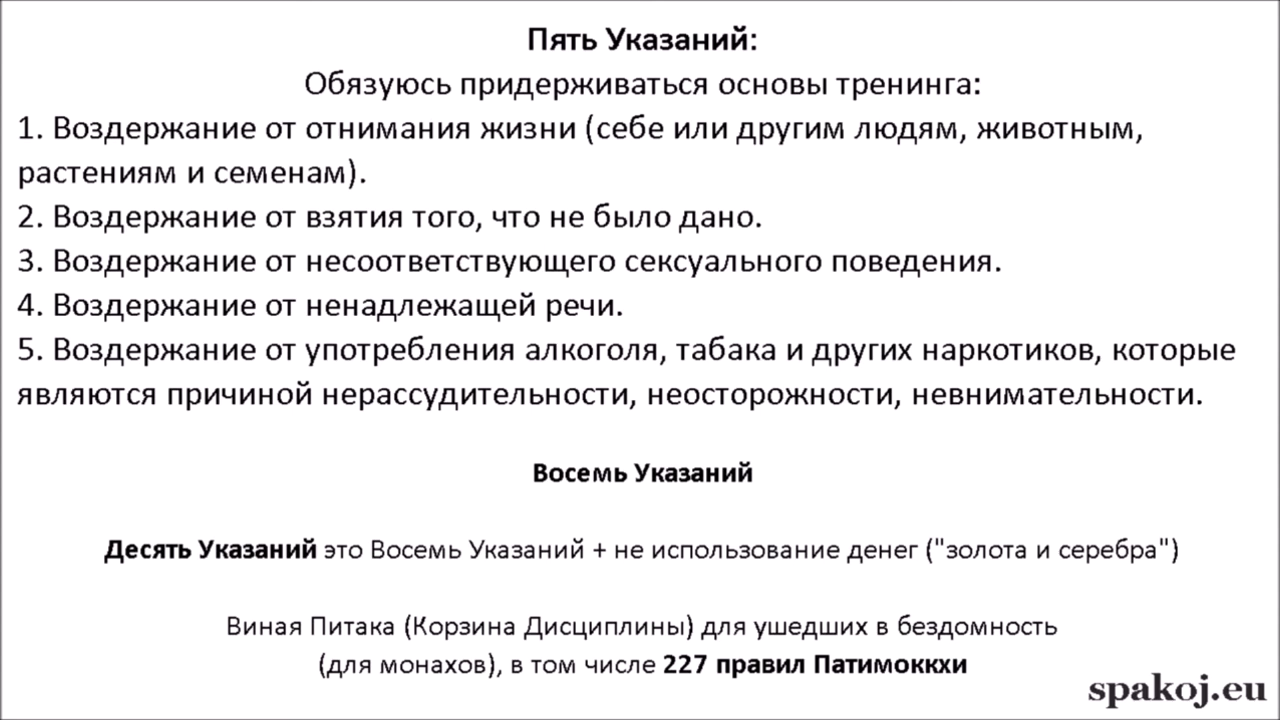 Пять Указаний:
Обязуюсь придерживаться основы тренинга:
1. Воздержание от отнимания жизни (себе или другим людям, животным,
растениям и семенам).
2. Воздержание от взятия того, что не было дано.
3. Воздержание от несоответствующего сексуального поведения.
4. Воздержание от ненадлежащей речи.
5. Воздержание от употребления алкоголя, табака и других наркотиков, которые
являются причиной нерассудительности, неосторожности, невнимательности.
Восемь Указаний
Десять Указаний это Восемь Указаний + не использование денег ("золота и серебра")
Виная Питака (Корзина Дисциплины) для ушедших в бездомность
(для монахов), в том числе 227 правил Патимоккхи
spakoj.eu